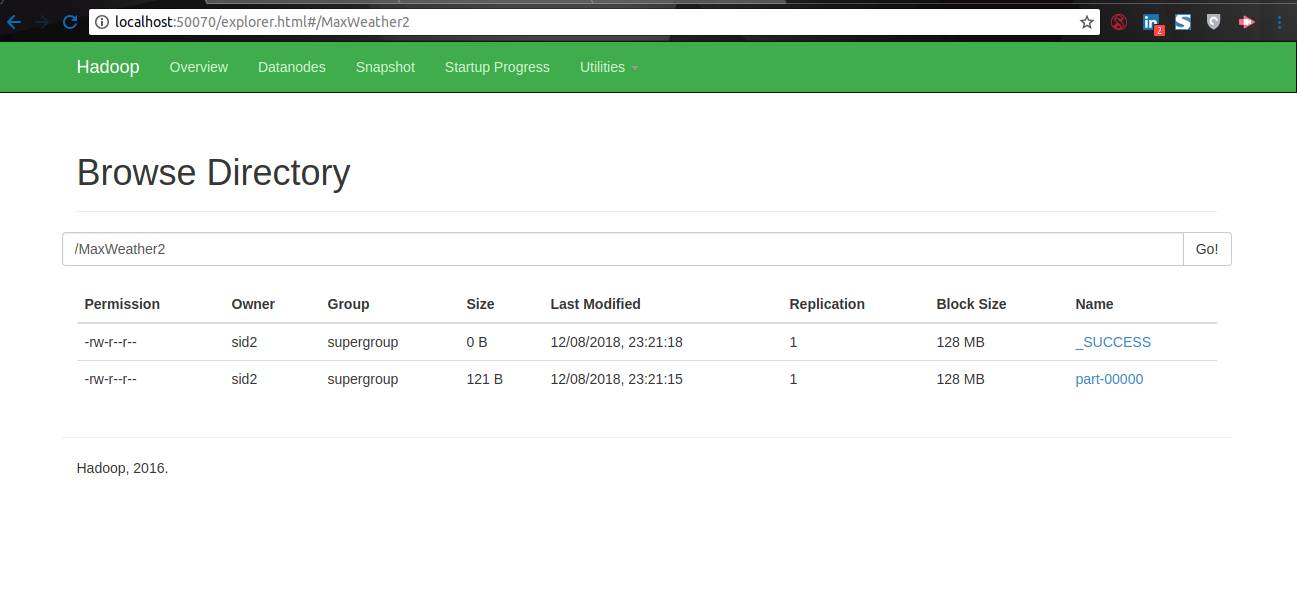 localhost:50070/explorer.html#/MaxWeather2
in 2 S
Hadoop Overview Datanodes Snapshot Startup Progress Utilities
Browse Directory
/MaxWeather2 Go!
Permission Owner Group Size Last Modified Replication Block Size Name
-rw-r--r-- sid2 supergroup 0 B 12/08/2018, 23:21:18 1 128 MB _SUCCESS
-rw-r--r-- sid2 supergroup 121 B 12/08/2018, 23:21:15 1 128 MB part-00000
Hadoop, 2016.